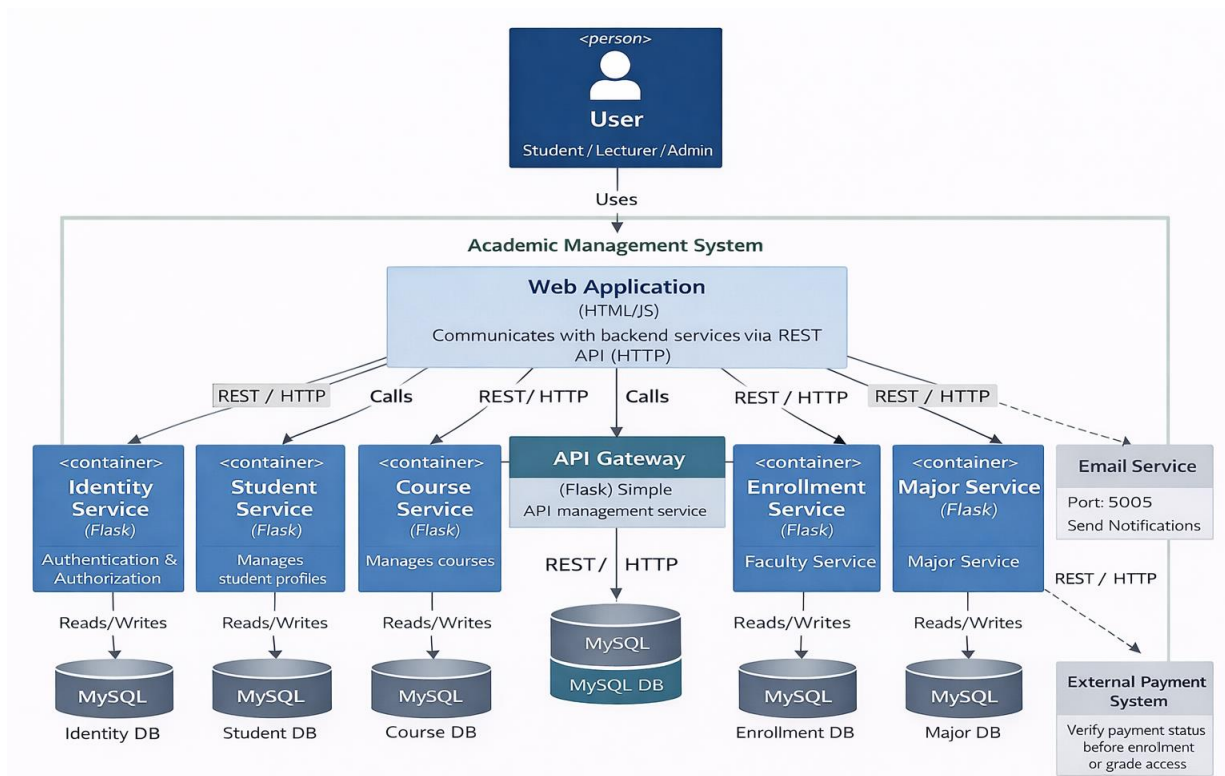 <person>
User
Student / Lecturer / Admin
Uses
Academic Management System
Web Application
(HTML/JS)
Communicates with backend services viia REST
API (HTTP)
REST / HTTP
Calls
REST/ HTTP
Calls
REST / HTTP
REST / HTTP
<container>
Identity
Service
(Flask)
Authentication &
Authorization
<container>
Student
Service
(Flask)
Manages
student profiles
<container>
Course
Service
(Flask)
Manages courses
API Gateway
(Flask) Simple
API management service
<container>
Enrollment
Service
(Flask)
Faculty Service
<container>
Major Service
(Flask)
Major Service
Email Service
Port: 5005
Send Notifications
REST / HTTP
REST / HTTP
Reads/Writes
Reads/Writes
Reads/Writes
Reads/Writes
Reads/Writes
MySQL
Identity DB
MySQL
Student DB
MySQL
Course DB
MySQL
MySQL DB
MySQL
Enrollment DB
MySQL
Major DB
External Payment
System
Verify payment status
before enrollment
or grade access